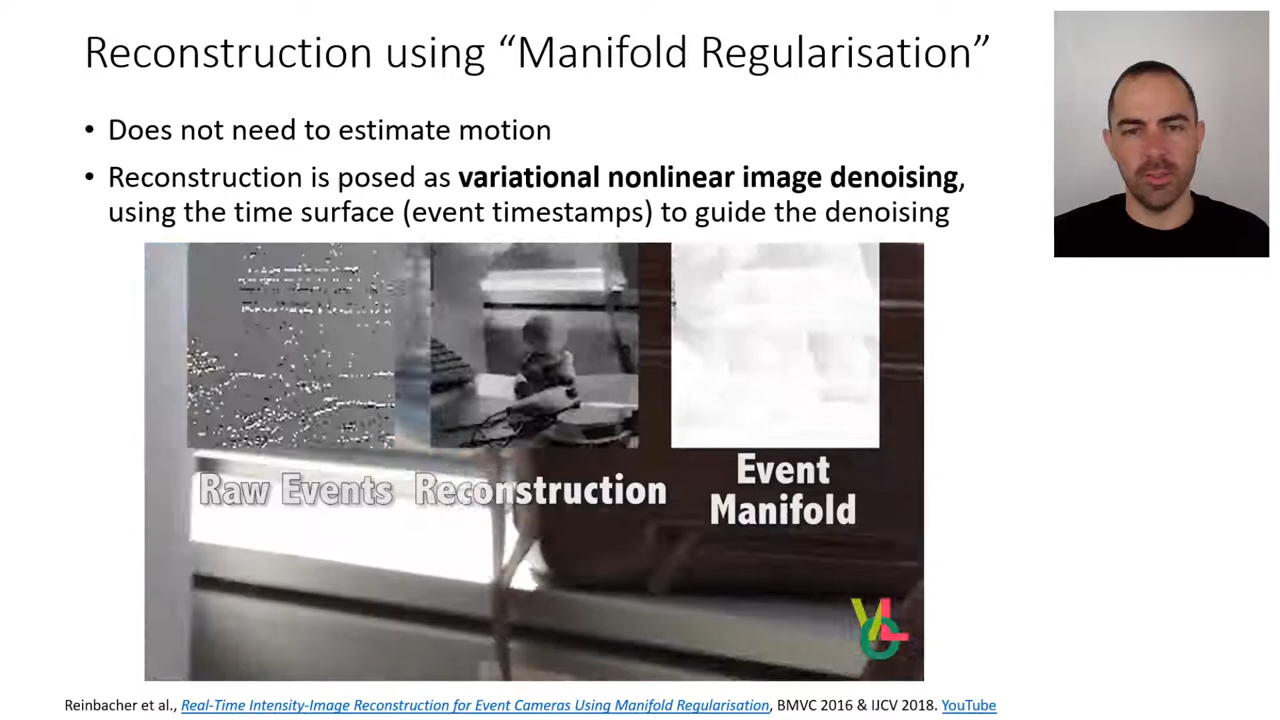 Reconstruction using “Manifold Regularisation”
• Does not need to estimate motion
• Reconstruction is posed as variational nonlinear image denoising,
using the time surface (event timestamps) to guide the denoising
Raw Events Reconstruction
Event
Manifold
VLO
Reinbacher et al., Real-Time Intensity-Image Reconstruction for Event Cameras Using Manifold Regularisation, BMVC 2016 & IJCV 2018. YouTube